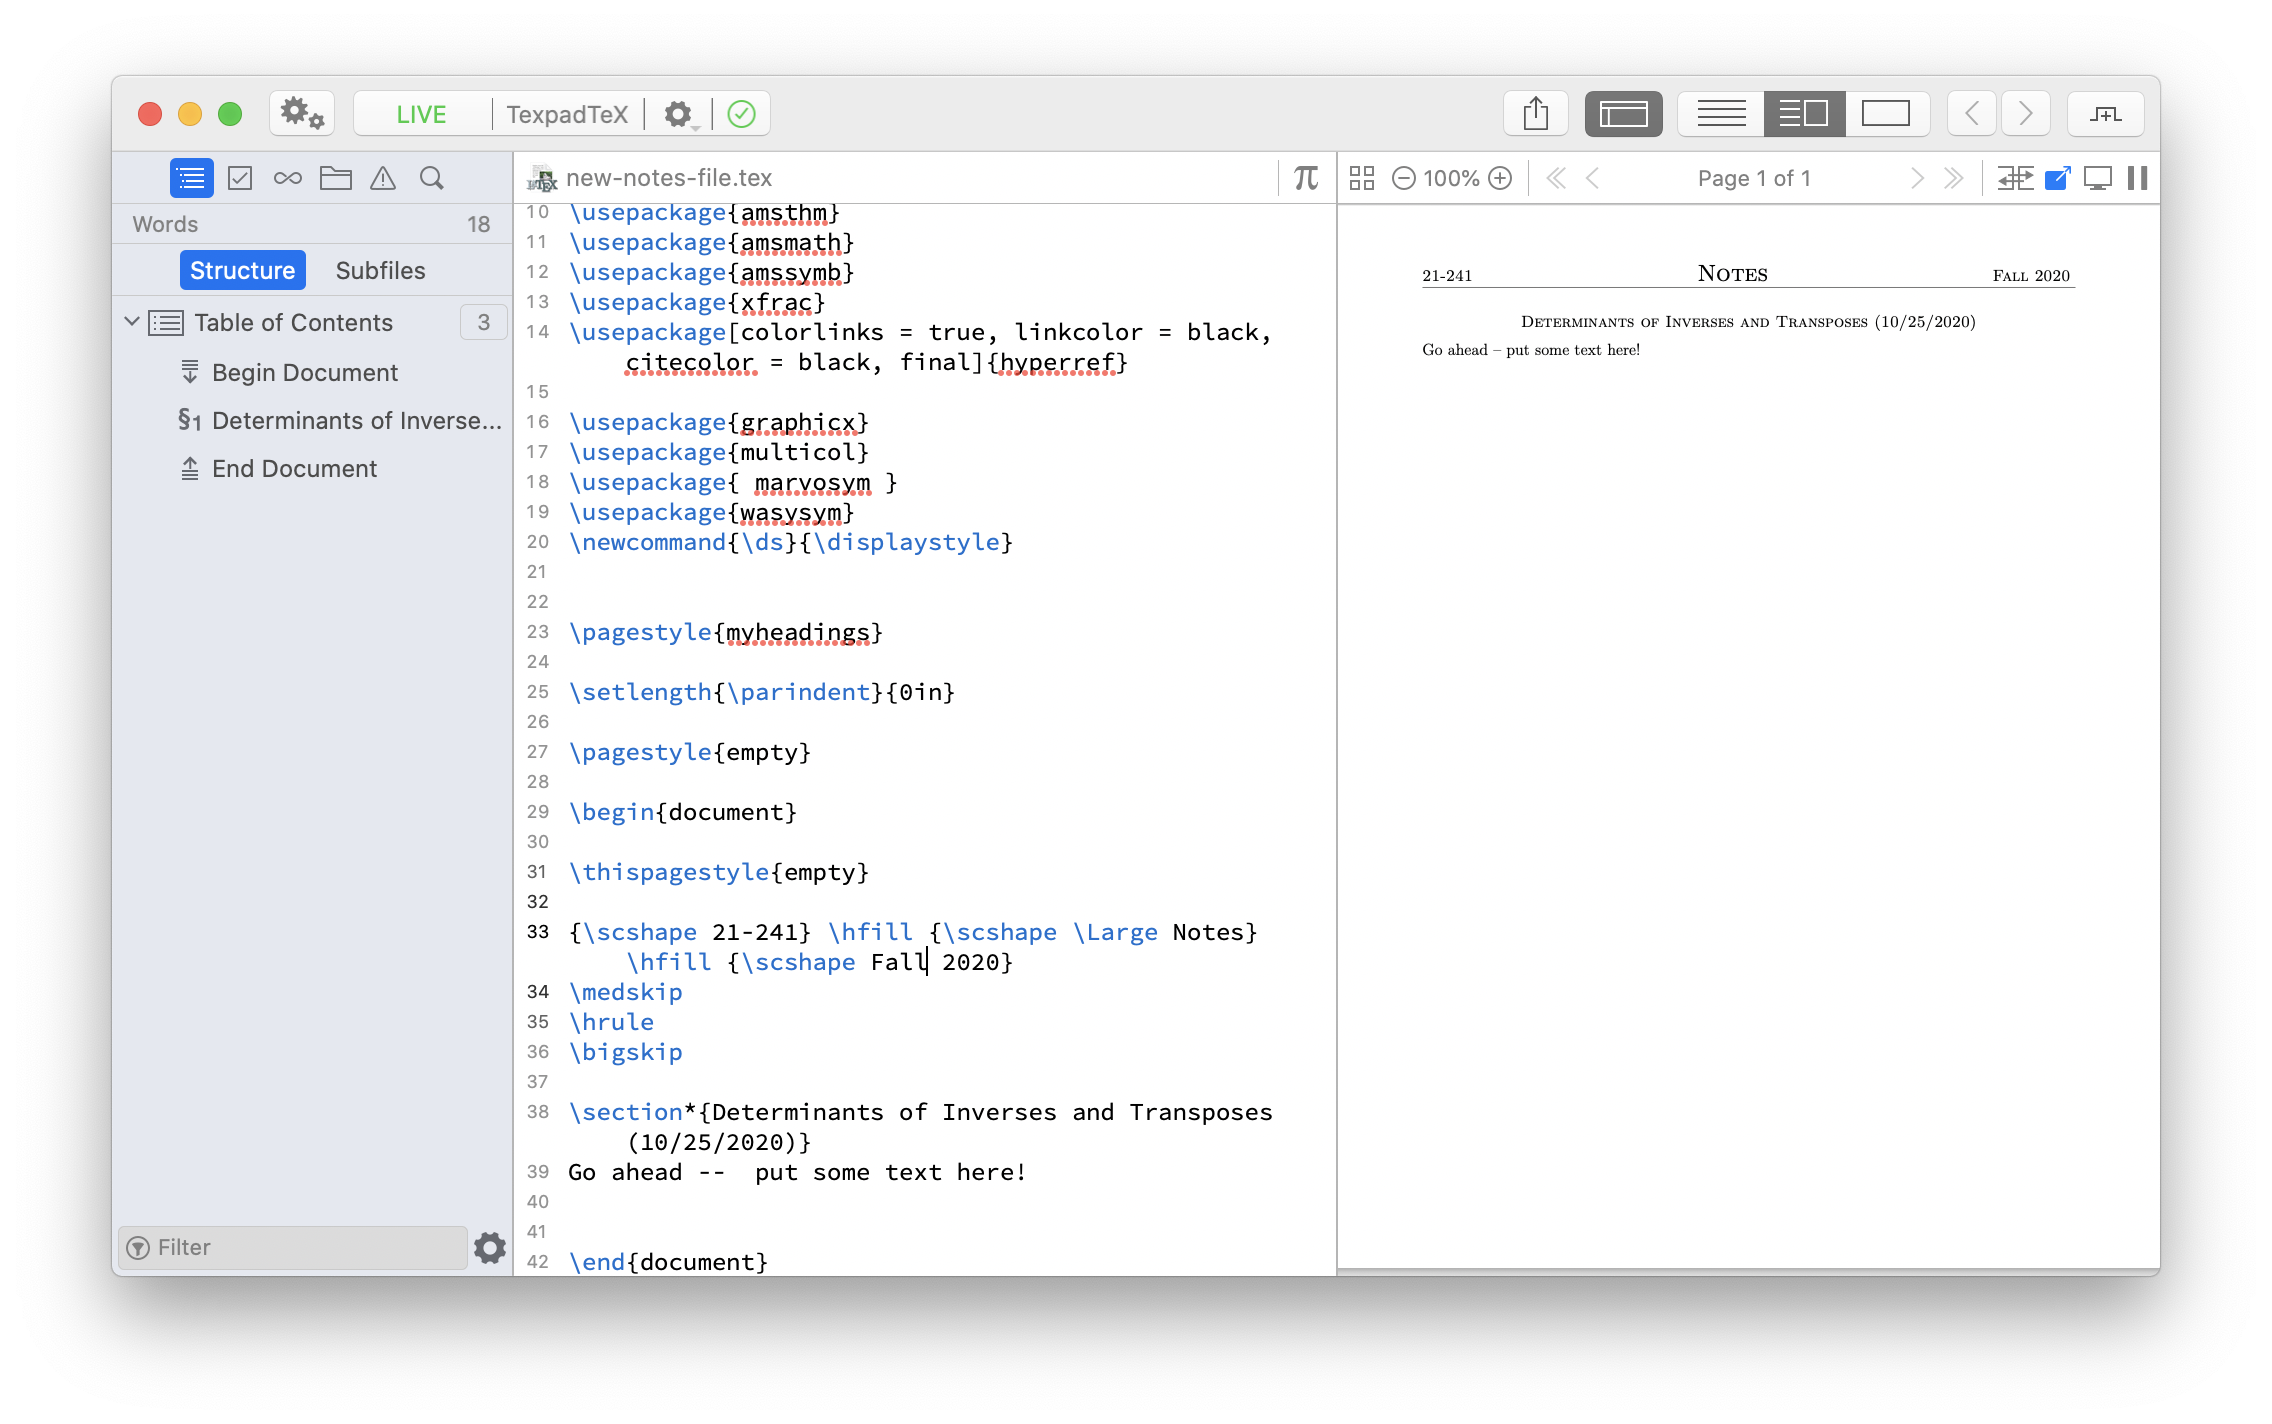 LIVE TexpadTeX
new-notes-file.tex
100% Page 1 of 1
Words 18
Structure Subfiles
Table of Contents 3
Begin Document
§1 Determinants of Inverse...
End Document
Filter
10 \usepackage{amsthm}
11 \usepackage{amsmath}
12 \usepackage{amssymb}
13 \usepackage{xfrac}
14 \usepackage[colorlinks = true, linkcolor = black,
citecolor = black, final]{hyperref}
15
16 \usepackage{graphicx}
17 \usepackage{multicol}
18 \usepackage{ marvosym }
19 \usepackage{wasysym}
20 \newcommand{\ds}{\displaystyle}
21
22
23 \pagestyle{myheadings}
24
25 \setlength{\parindent}{0in}
26
27 \pagestyle{empty}
28
29 \begin{document}
30
31 \thispagestyle{empty}
32
33 {\scshape 21-241} \hfill {\scshape \Large Notes}
\hfill {\scshape Fall 2020}
34 \medskip
35 \hrule
36 \bigskip
37
38 \section*{Determinants of Inverses and Transposes
(10/25/2020)}
39 Go ahead --  put some text here!
40
41
42 \end{document}
21-241 Notes Fall 2020
Determinants of Inverses and Transposes (10/25/2020)
Go ahead – put some text here!